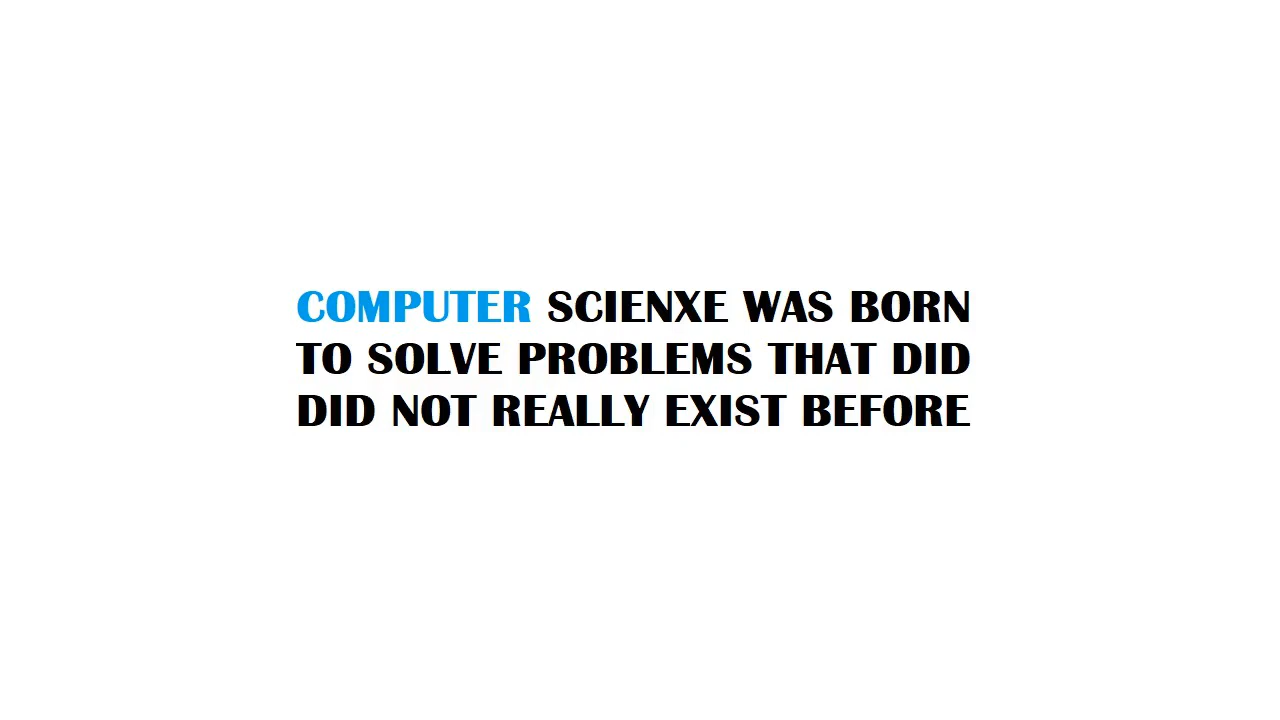 COMPUTER SCIENXE WAS BORN
TO SOLVE PROBLEMS THAT DID
DID NOT REALLY EXIST BEFORE